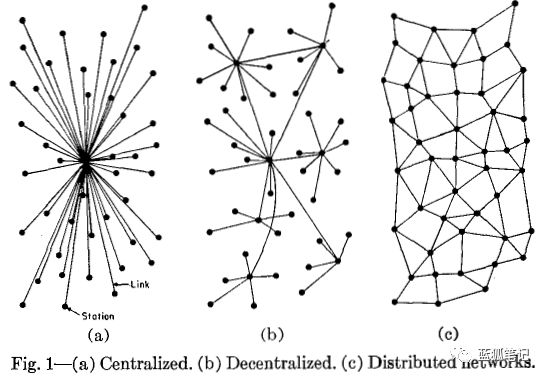 Link
Station
(a)
(b)
(c)
蓝狐笔记
Fig. 1—(a) Centralized. (b) Decentralized. (c) Distributed networks.